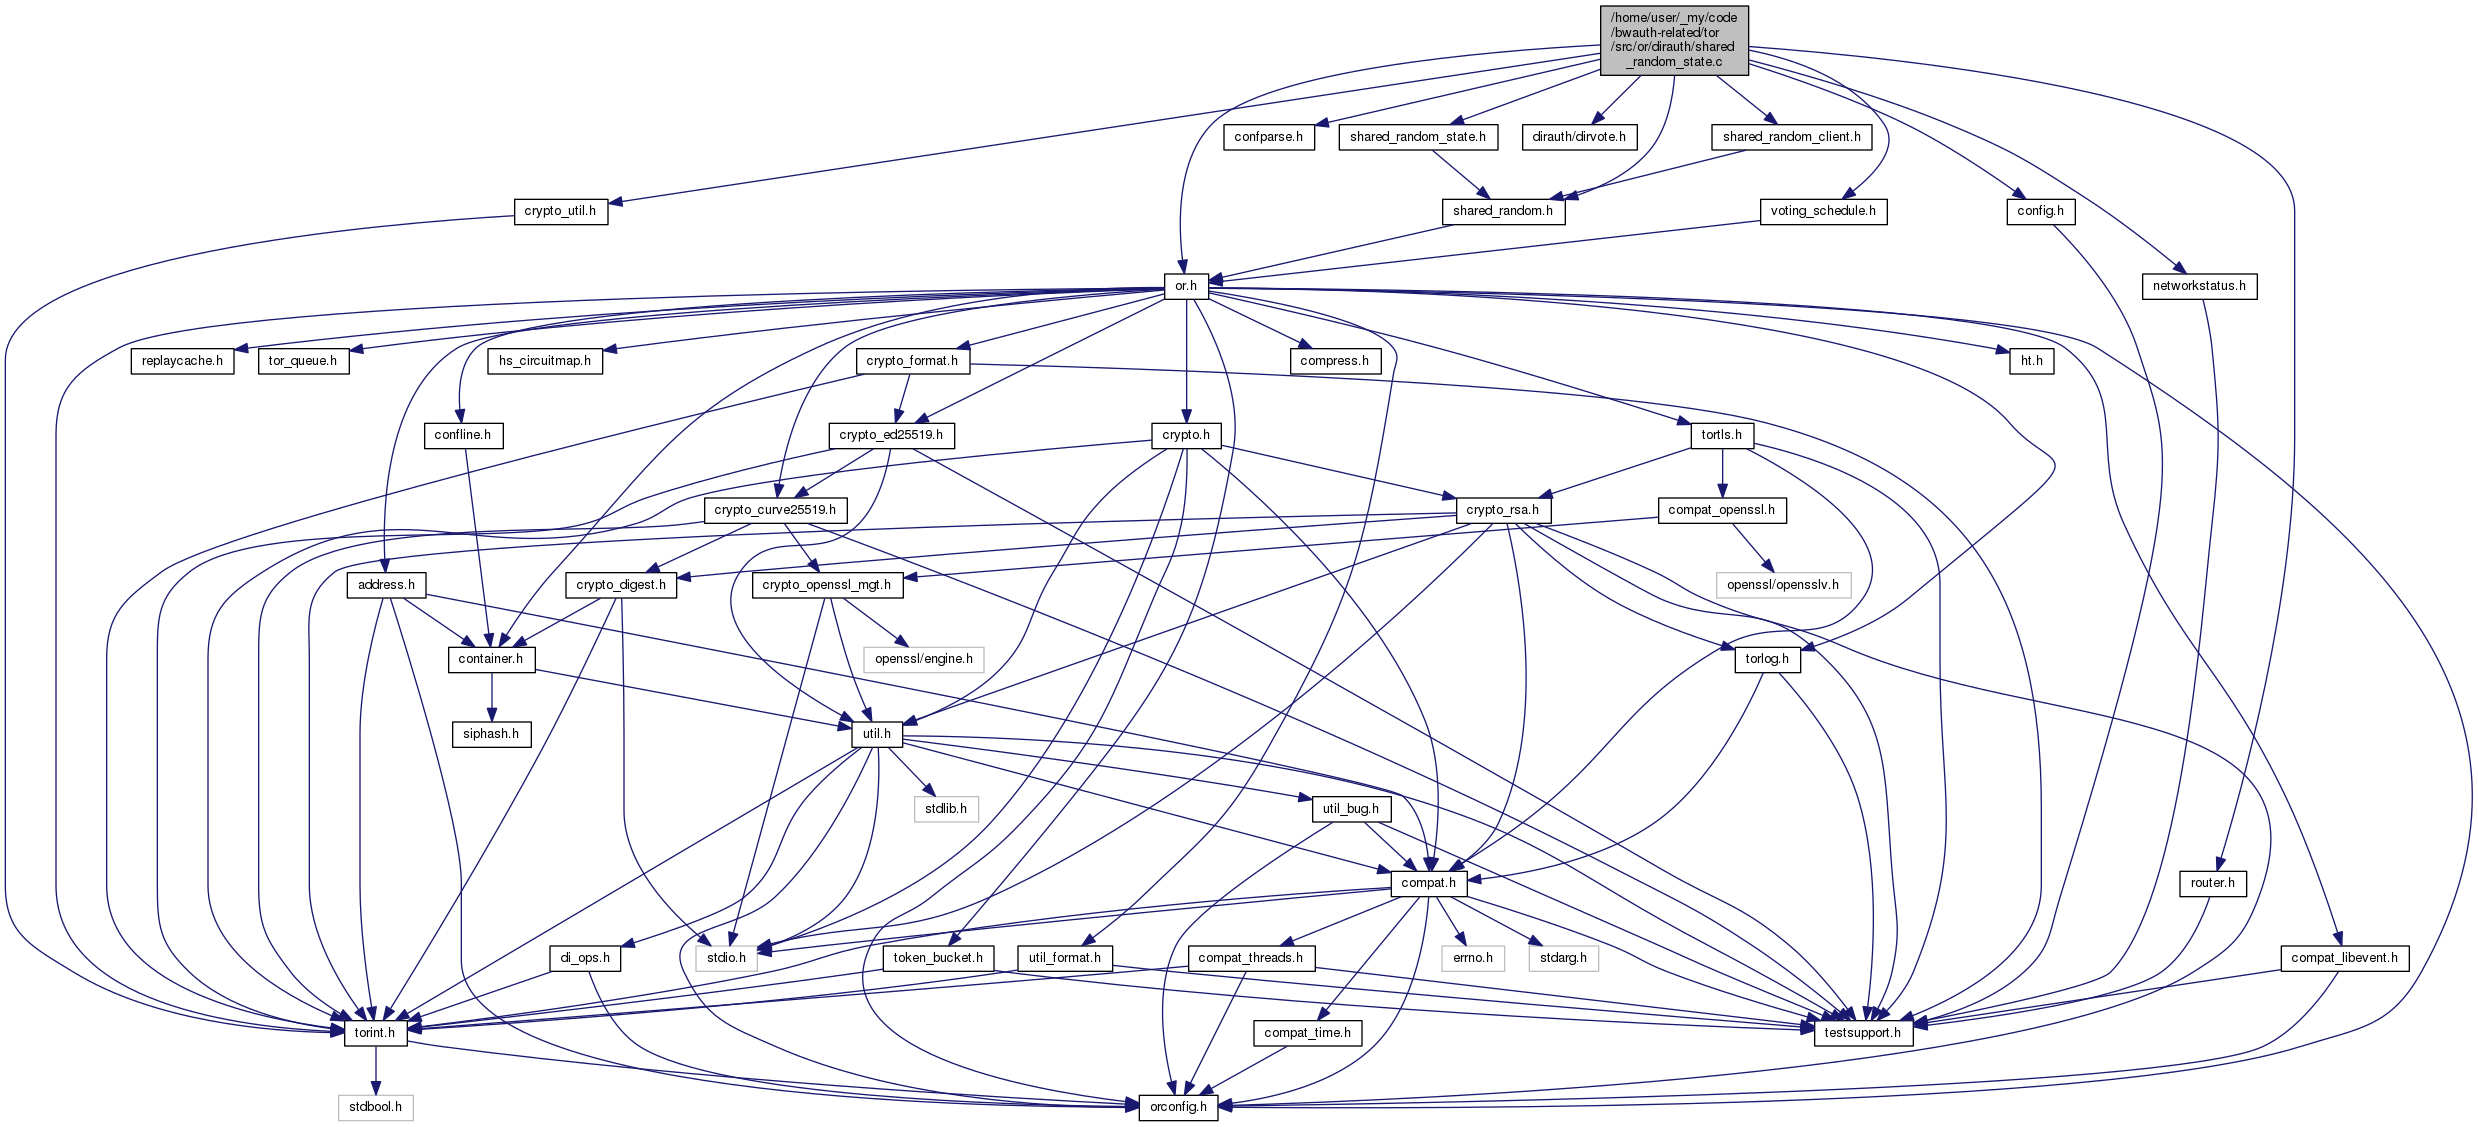 /home/user/_my/code
/bwauth-related/tor
/src/or/dirauth/shared
_random_state.c
confparse.h
shared_random_state.h
dirauth/dirvote.h
shared_random_client.h
crypto_util.h
shared_random.h
voting_schedule.h
config.h
or.h
networkstatus.h
replaycache.h
tor_queue.h
hs_circuitmap.h
crypto_format.h
compress.h
ht.h
confline.h
crypto_ed25519.h
crypto.h
tortls.h
crypto_curve25519.h
crypto_rsa.h
compat_openssl.h
address.h
crypto_digest.h
crypto_openssl_mgt.h
openssl/opensslv.h
container.h
openssl/engine.h
torlog.h
siphash.h
util.h
stdlib.h
util_bug.h
compat.h
router.h
di_ops.h
stdio.h
token_bucket.h
util_format.h
compat_threads.h
errno.h
stdarg.h
compat_libevent.h
torint.h
compat_time.h
testsupport.h
stdbool.h
orconfig.h